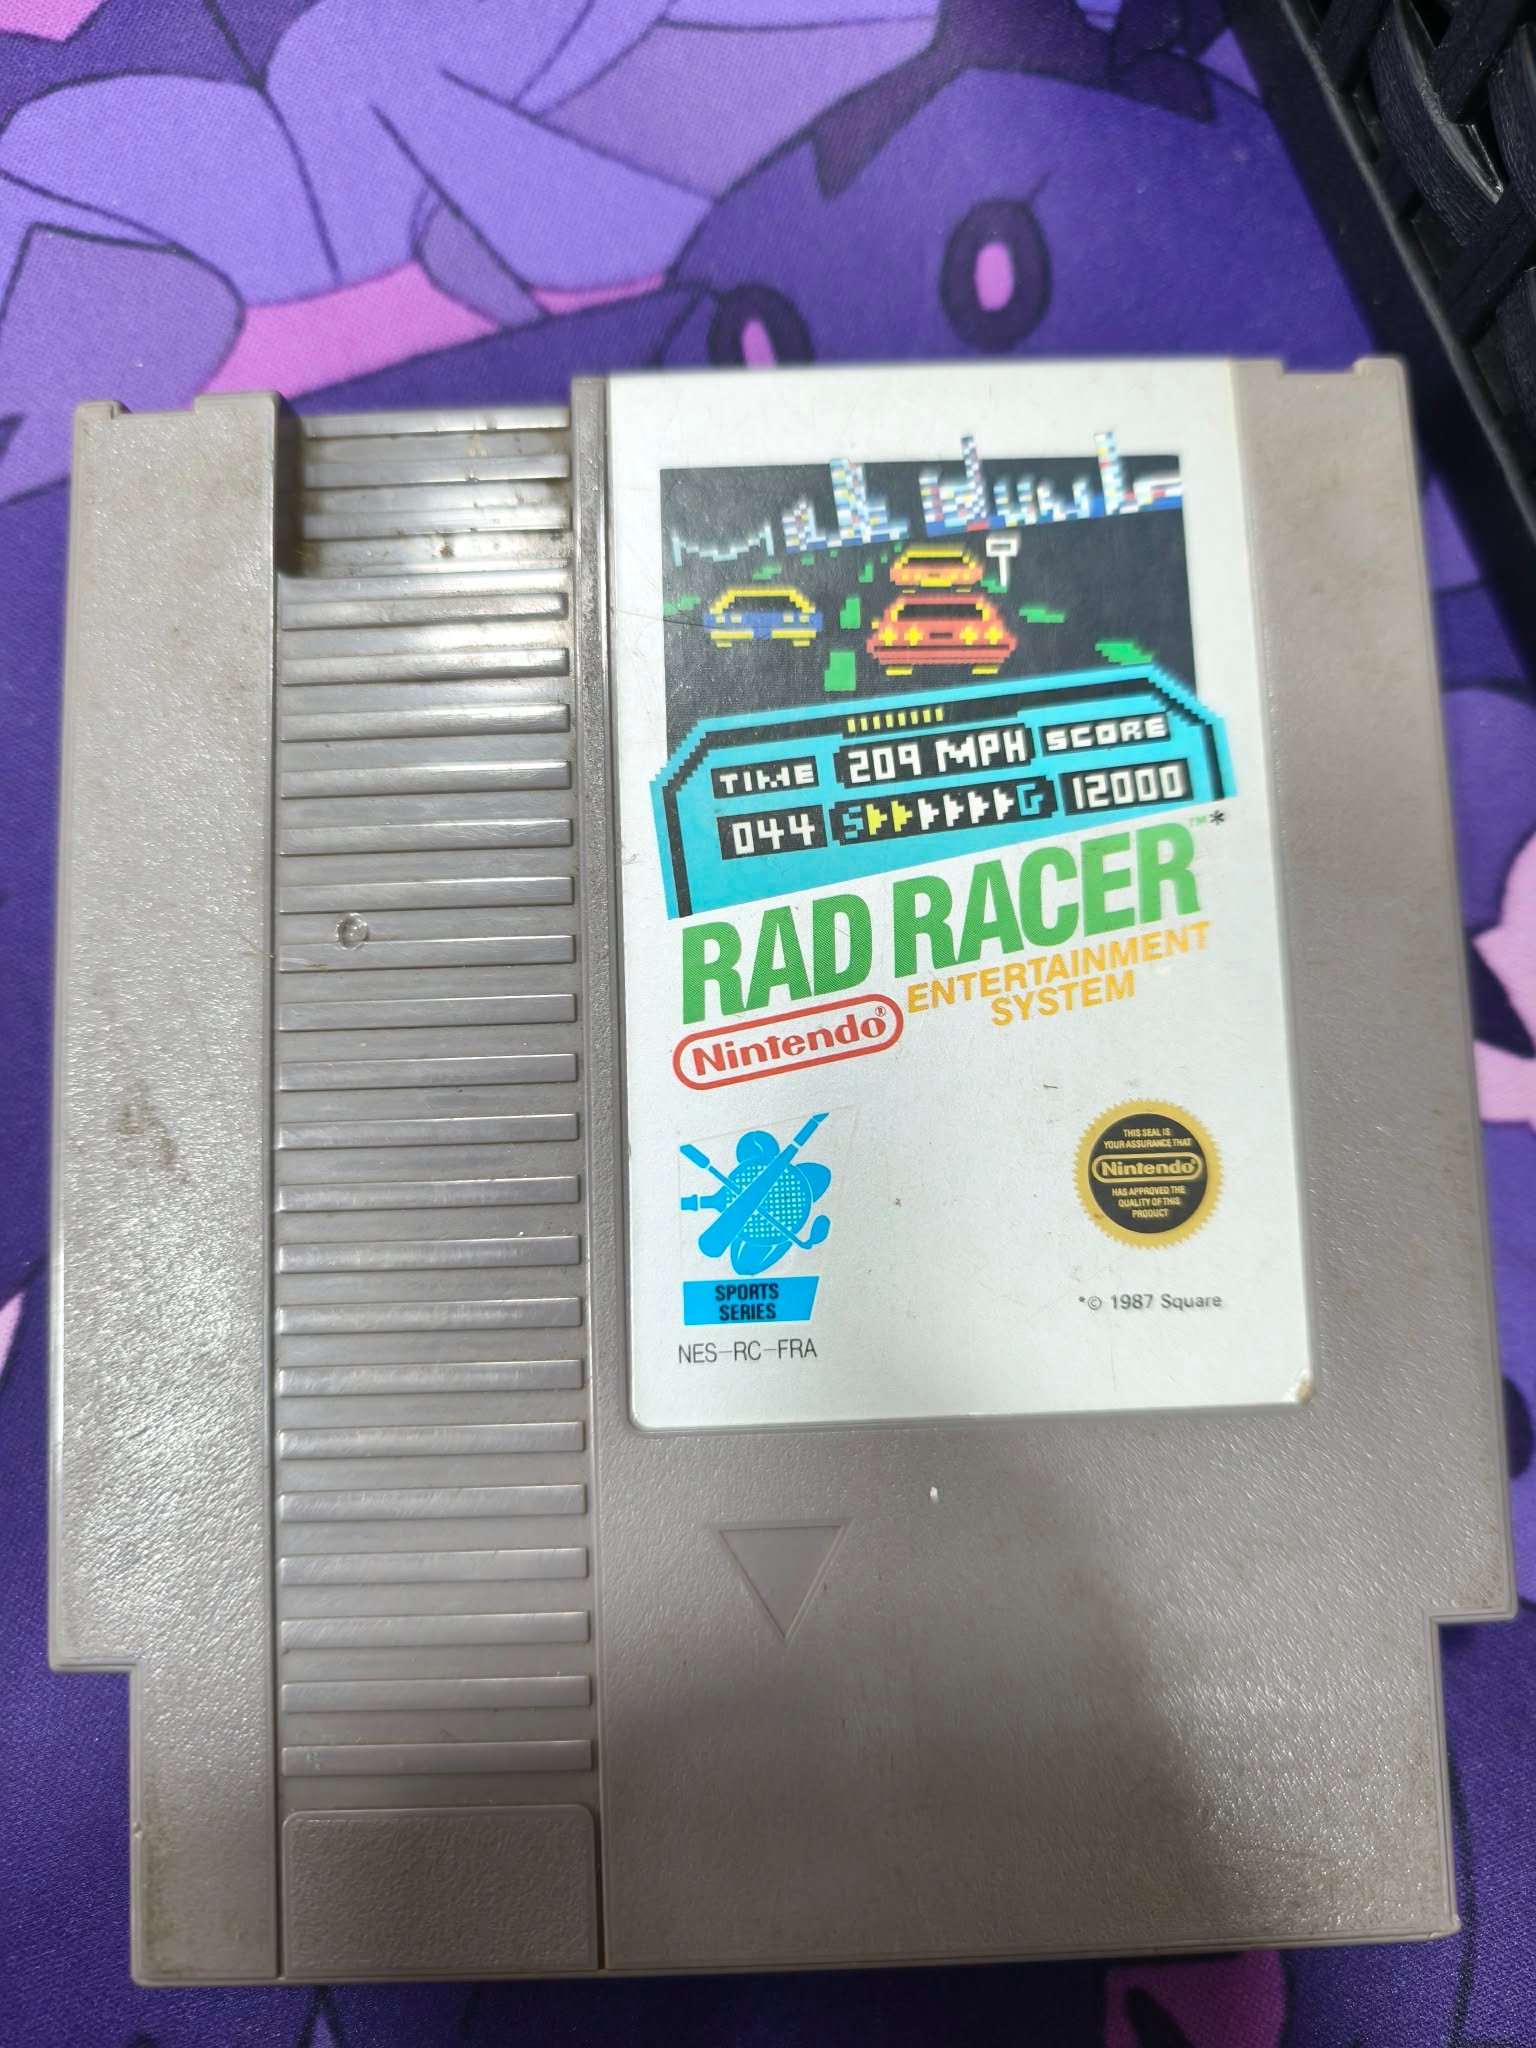 TIME 209 MPH SCORE
044 S G 12000
RAD RACER™*
Nintendo®
ENTERTAINMENT
SYSTEM
SPORTS
SERIES
NES-RC-FRA
THIS SEAL IS
YOUR ASSURANCE THAT
Nintendo®
HAS APPROVED THE
QUALITY OF THIS
PRODUCT
*© 1987 Square